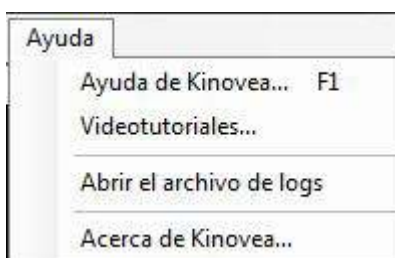 Ayuda
Ayuda de Kinovea... F1
Videotutoriales...
Abrir el archivo de logs
Acerca de Kinovea...